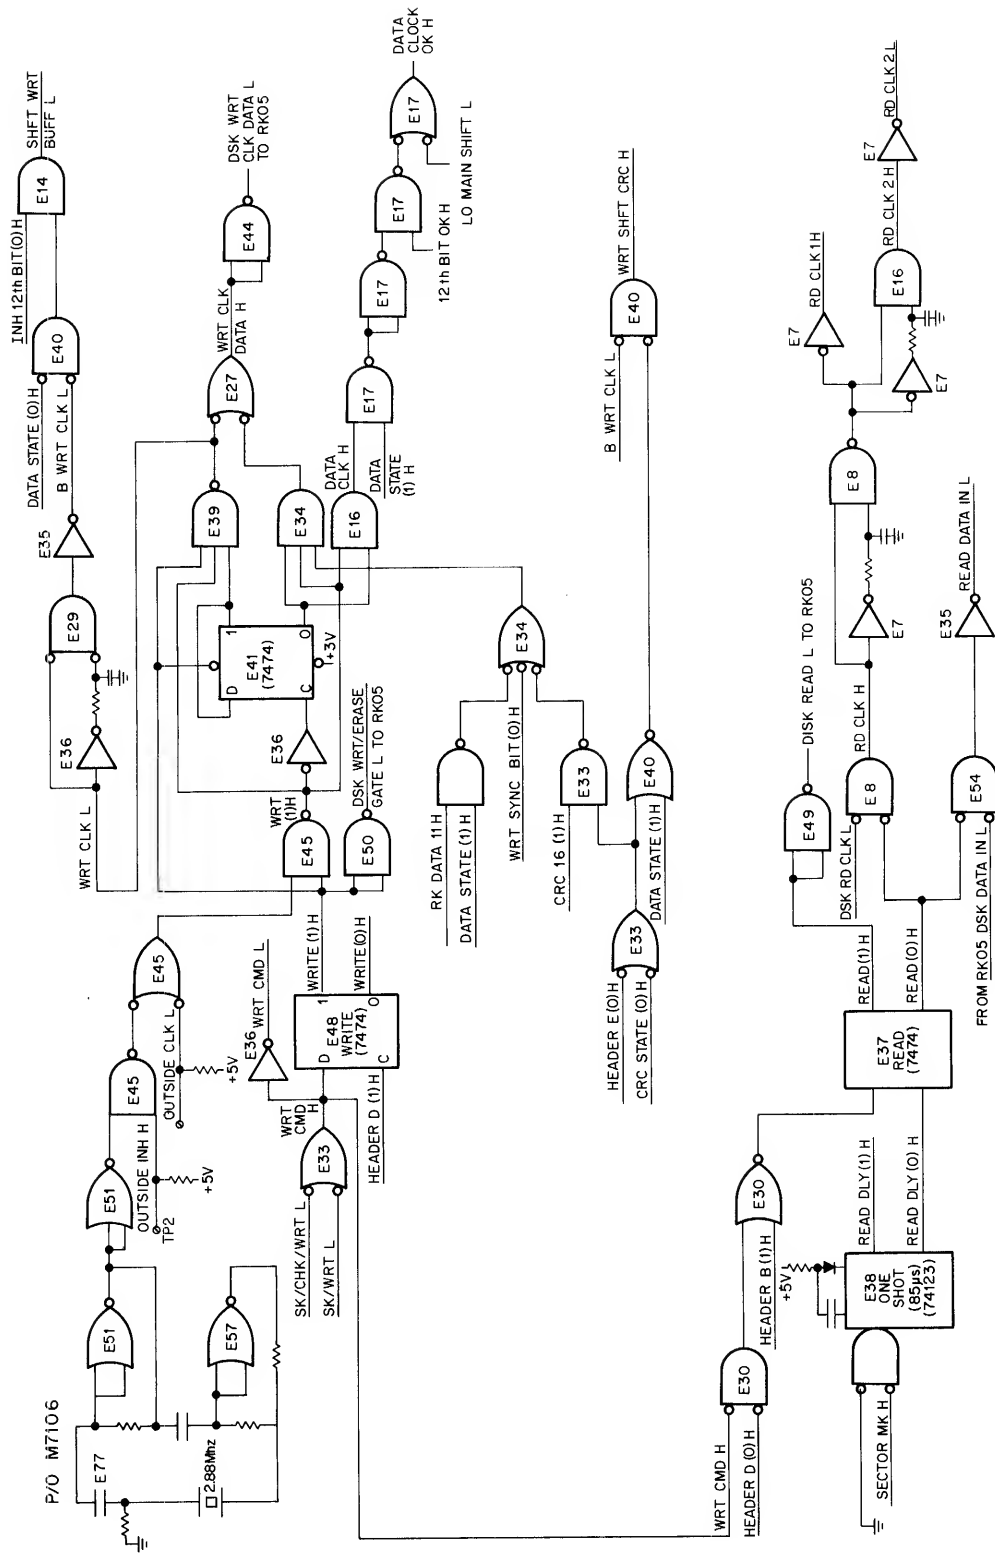 P/O M7106
E77
2.88Mhz
E51
E57
E51
OUTSIDE INH H
TP2
+5V
E45
OUTSIDE CLK L
+5V
E45
SK/CHK/WRT L
SK/WRT L
E33
WRT
CMD
H
E36
WRT CMD L
HEADER D (1) H
D
C
1
0
E48
WRITE
(7474)
WRITE (1) H
WRITE (0) H
E45
E50
WRT
(1)H
DSK WRT/ERASE
GATE L TO RK05
E36
D
C
1
0
E41
(7474)
+3V
E39
E34
E16
DATA
CLK H
DATA
STATE
(1) H
E27
WRT CLK
DATA H
E44
DSK WRT
CLK DATA L
TO RK05
E17
E17
12th BIT OK H
E17
LO MAIN SHIFT L
E17
DATA
CLOCK
OK H
WRT CLK L
E36
E29
E35
DATA STATE (0) H
B WRT CLK L
E40
INH 12th BIT(0) H
E14
SHFT WRT
BUFF L
RK DATA 11 H
DATA STATE (1) H
WRT SYNC BIT (0) H
CRC 16 (1) H
E33
E34
HEADER E (0) H
CRC STATE (0) H
E33
DATA STATE (1) H
E40
B WRT CLK L
E40
WRT SHFT CRC H
WRT CMD H
HEADER D (0) H
E30
HEADER B (1) H
E30
SECTOR MK H
+5V
E38
ONE
SHOT
(85µs)
(74123)
READ DLY (1) H
READ DLY (0) H
E37
READ
(7474)
READ (1) H
READ (0) H
E49
DISK READ L TO RK05
DSK RD CLK L
E8
RD CLK H
FROM RK05 DSK DATA IN L
E54
E35
READ DATA IN L
E7
E8
E7
RD CLK 1 H
E7
E16
RD CLK 2 H
E7
RD CLK 2 L